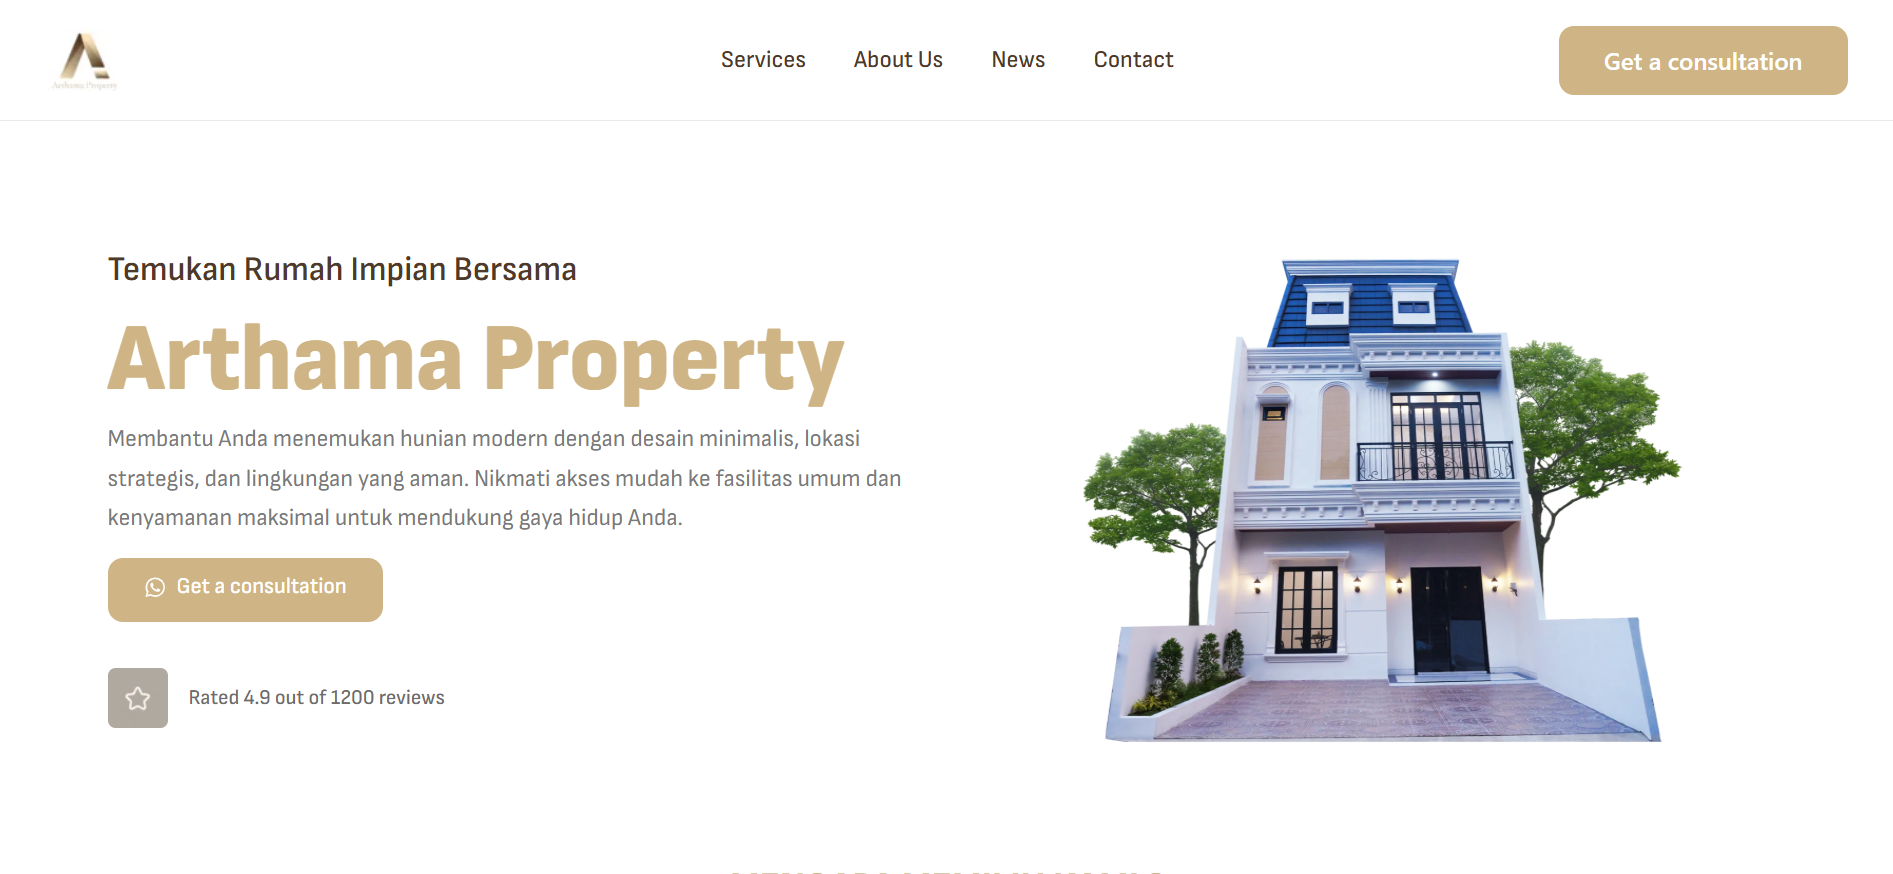 Arthama Property
Services
About Us
News
Contact
Get a consultation
Temukan Rumah Impian Bersama
Arthama Property
Membantu Anda menemukan hunian modern dengan desain minimalis, lokasi
strategis, dan lingkungan yang aman. Nikmati akses mudah ke fasilitas umum dan
kenyamanan maksimal untuk mendukung gaya hidup Anda.
Get a consultation
Rated 4.9 out of 1200 reviews